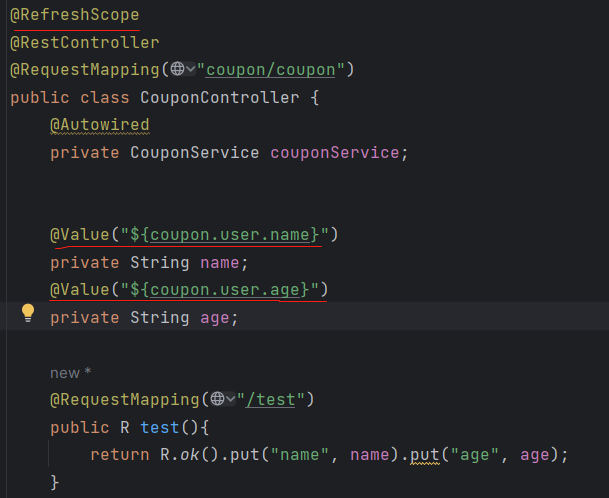 @RefreshScope
@RestController
@RequestMapping("coupon/coupon")
public class CouponController {
@Autowired
private CouponService couponService;
@Value("${coupon.user.name}")
private String name;
@Value("${coupon.user.age}")
private String age;
new *
@RequestMapping("/test")
public R test(){
return R.ok().put("name", name).put("age", age);
}